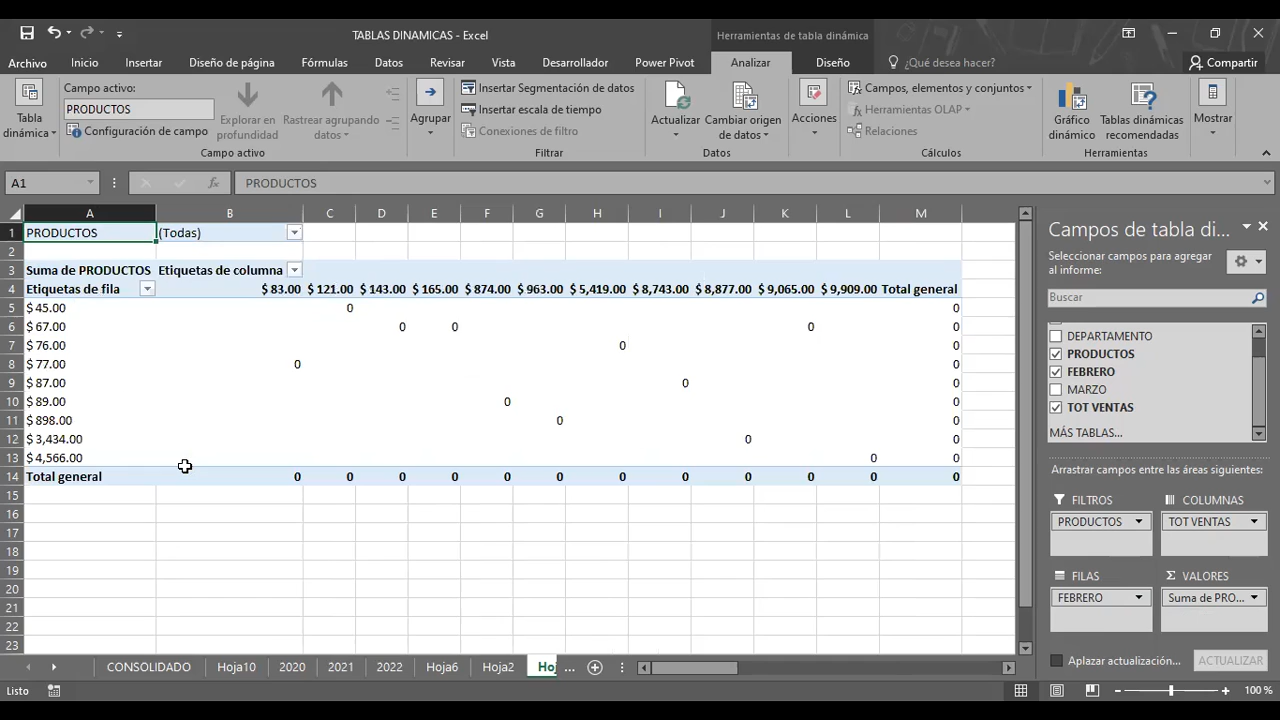 TABLAS DINAMICAS - Excel
Herramientas de tabla dinámica
Archivo Inicio Insertar Diseño de página Fórmulas Datos Revisar Vista Desarrollador Power Pivot Analizar Diseño ¿Qué desea hacer? Compartir
Tabla dinámica
Campo activo:
PRODUCTOS
Configuración de campo
Explorar en profundidad
Rastrear agrupando datos
Campo activo
Agrupar
Insertar Segmentación de datos
Insertar escala de tiempo
Conexiones de filtro
Filtrar
Actualizar
Cambiar origen de datos
Datos
Acciones
Campos, elementos y conjuntos
Herramientas OLAP
Relaciones
Cálculos
Gráfico dinámico
Tablas dinámicas recomendadas
Herramientas
Mostrar
A1 fx PRODUCTOS
A B C D E F G H I J K L M
1 PRODUCTOS (Todas)
2
3 Suma de PRODUCTOS Etiquetas de columna
4 Etiquetas de fila $ 83.00 $ 121.00 $ 143.00 $ 165.00 $ 874.00 $ 963.00 $ 5,419.00 $ 8,743.00 $ 8,877.00 $ 9,065.00 $ 9,909.00 Total general
5 $ 45.00 0 0
6 $ 67.00 0 0 0 0
7 $ 76.00 0 0
8 $ 77.00 0 0
9 $ 87.00 0 0
10 $ 89.00 0 0
11 $ 898.00 0 0
12 $ 3,434.00 0 0
13 $ 4,566.00 0 0
14 Total general 0 0 0 0 0 0 0 0 0 0 0 0
15
16
17
18
19
20
21
22
23
Campos de tabla di...
Seleccionar campos para agregar al informe:
Buscar
DEPARTAMENTO
PRODUCTOS
FEBRERO
MARZO
TOT VENTAS
MÁS TABLAS...
Arrastrar campos entre las áreas siguientes:
FILTROS
PRODUCTOS
COLUMNAS
TOT VENTAS
FILAS
FEBRERO
Σ VALORES
Suma de PRO...
Aplazar actualización...
ACTUALIZAR
CONSOLIDADO Hoja10 2020 2021 2022 Hoja6 Hoja2 Hoj ...
Listo
100 %